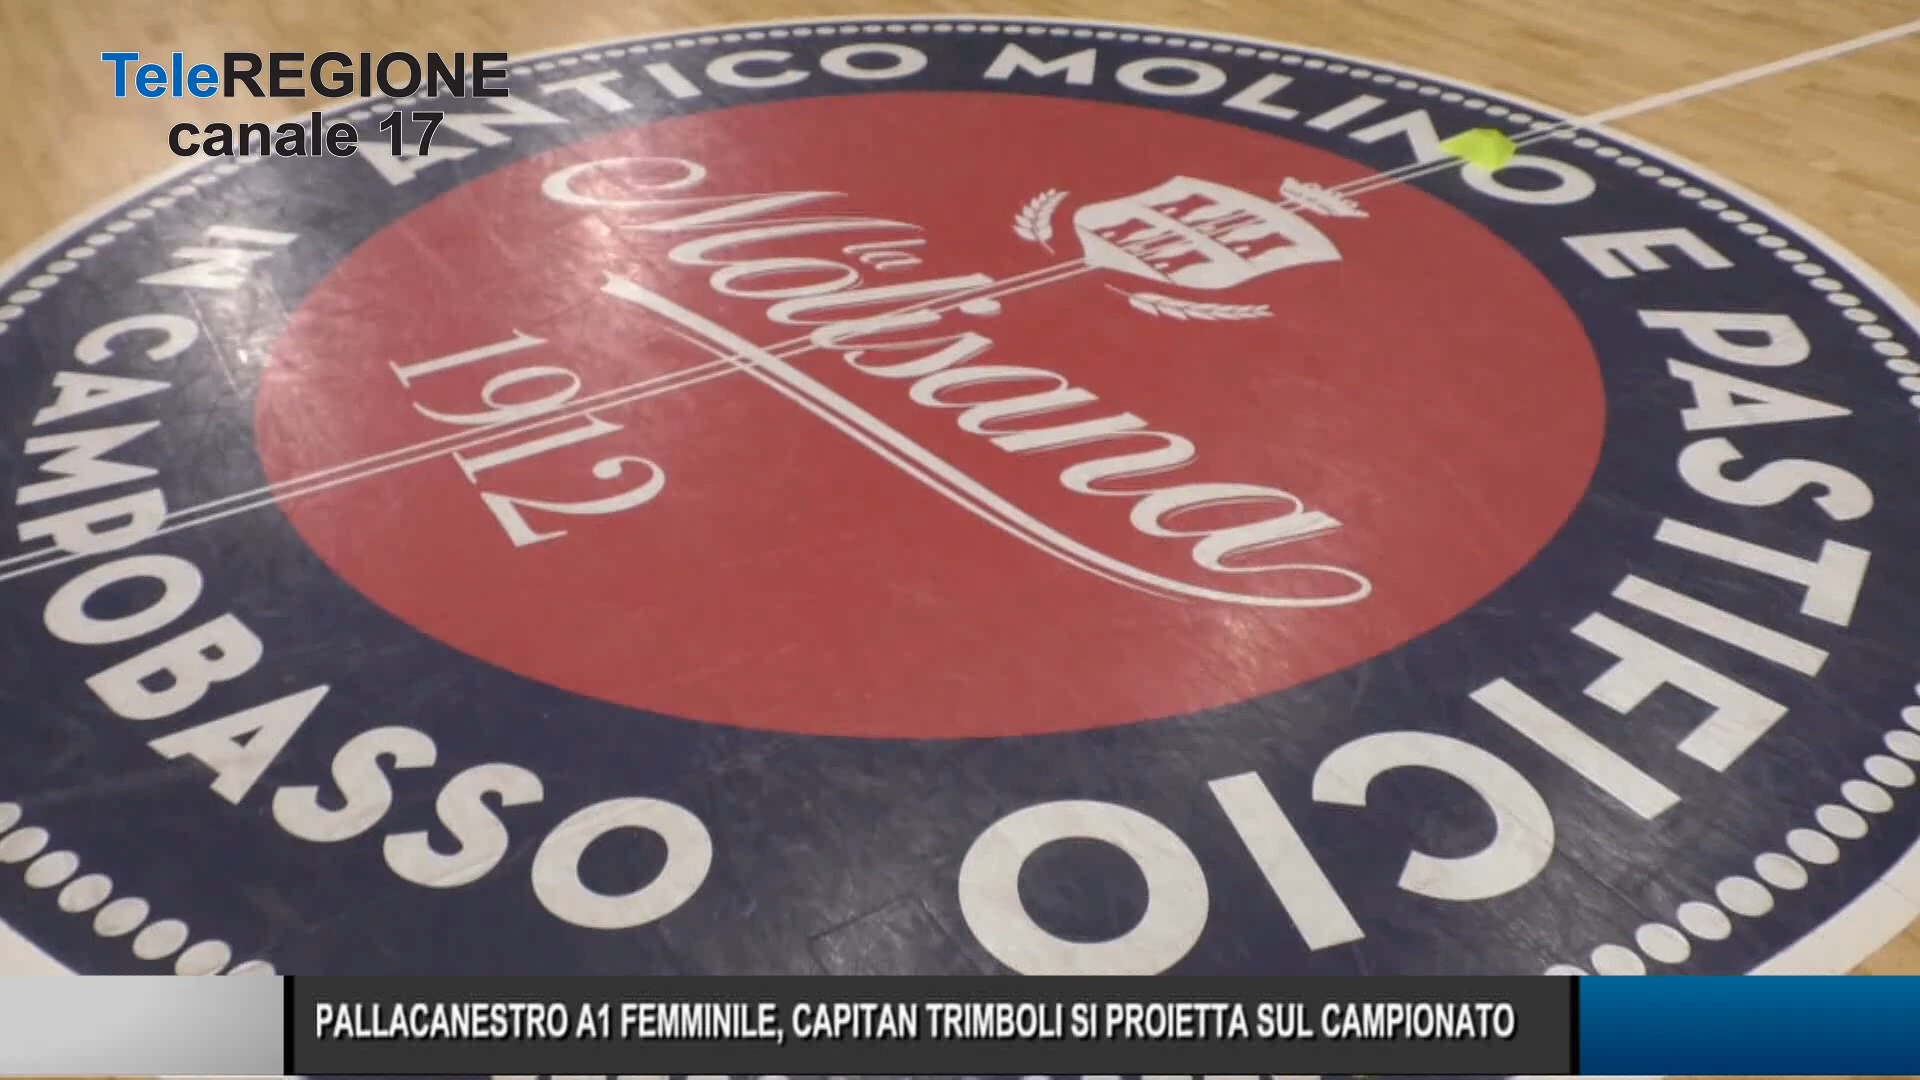 TeleREGIONE
canale 17
ANTICO MOLINO E PASTIFICIO
IN CAMPOBASSO
la
Molisana
1912
PALLACANESTRO A1 FEMMINILE, CAPITAN TRIMBOLI SI PROIETTA SUL CAMPIONATO